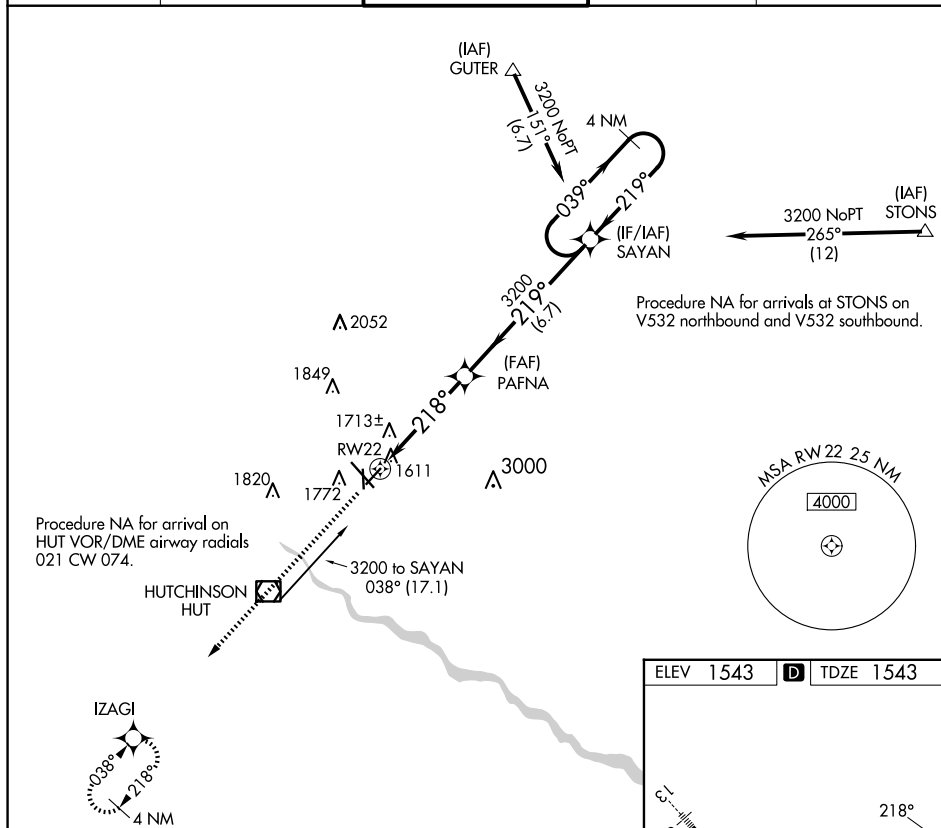 (IAF)
GUTER
3200 NoPT
151°
(6.7)
4 NM
039°
219°
(IF/IAF)
SAYAN
(IAF)
STONS
3200 NoPT
265°
(12)
Procedure NA for arrivals at STONS on
V532 northbound and V532 southbound.
3200
219°
(6.7)
2052
(FAF)
PAFNA
1849
218°
1713±
RW22
1611
1820
1772
3000
MSA RW22 25 NM
4000
Procedure NA for arrival on
HUT VOR/DME airway radials
021 CW 074.
3200 to SAYAN
038° (17.1)
HUTCHINSON
HUT
ELEV 1543 D TDZE 1543
IZAGI
038°
218°
4 NM
13
218°